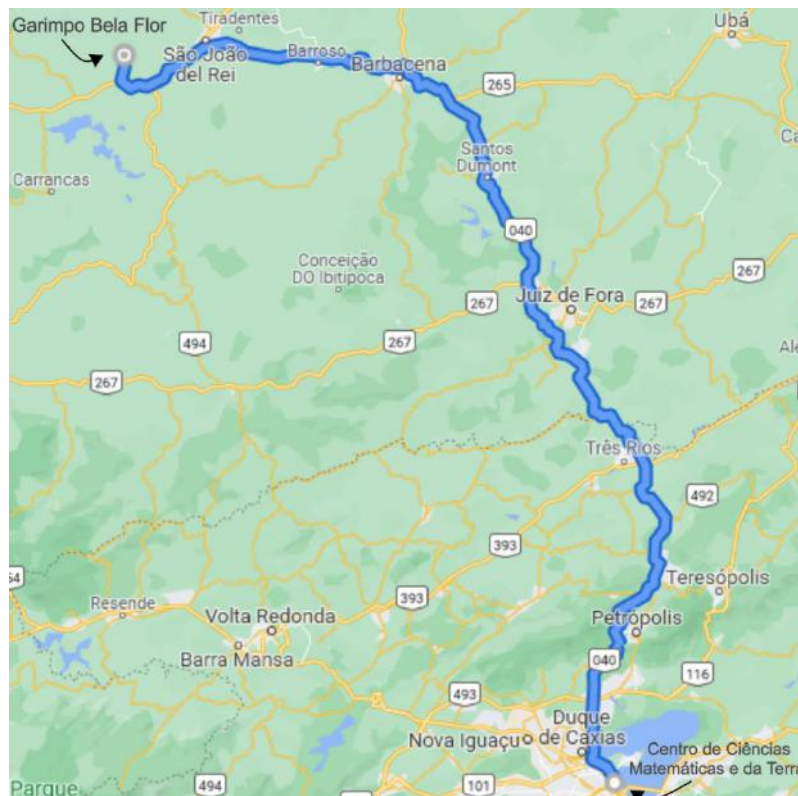 Garimpo Bela Flor
Tiradentes
Ubá
São João
del Rei
Barroso
Barbacena
265
Carrancas
Santos
Dumont
040
Conceição
DO Ibitipoca
267
Juiz de Fora
267
267
494
267
267
Três Rios
492
393
393
Resende
Teresópolis
Volta Redonda
Petrópolis
Barra Mansa
040
116
493
Duque
de Caxias
Nova Iguaçu
Centro de Ciências
Matemáticas e da Terra
494
101
Parque